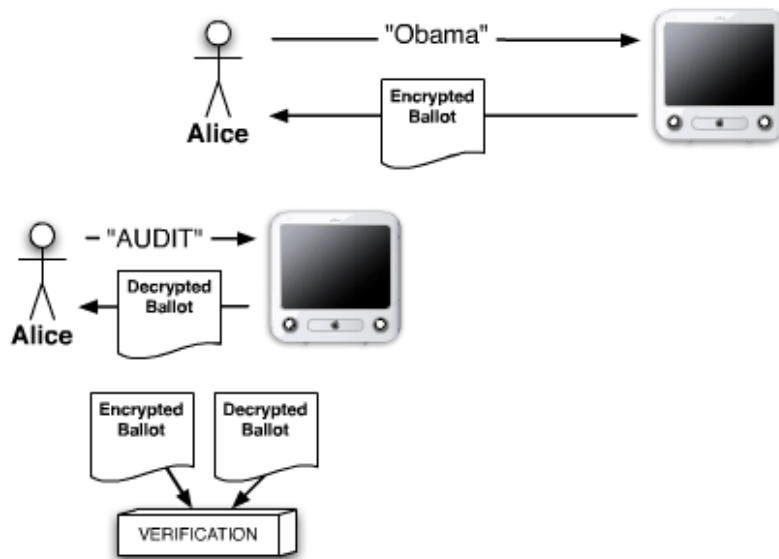 "Obama"
Encrypted
Ballot
Alice
"AUDIT"
Decrypted
Ballot
Alice
Encrypted
Ballot
Decrypted
Ballot
VERIFICATION